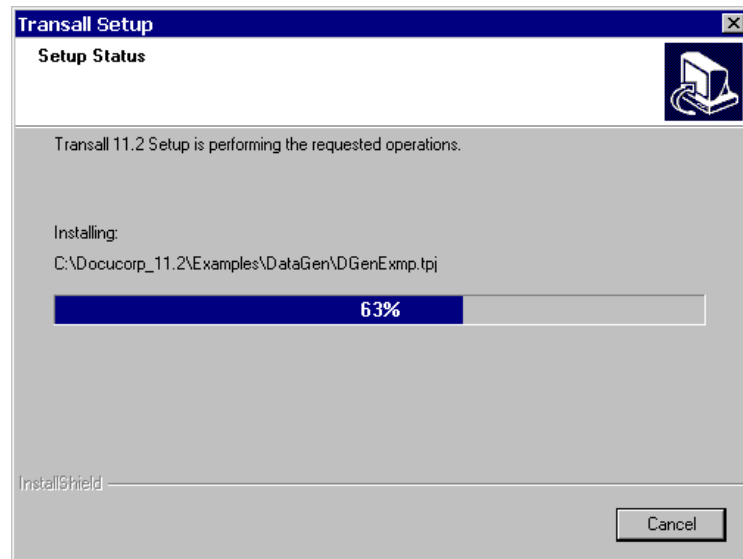 Transall Setup
Setup Status
Transall 11.2 Setup is performing the requested operations.
Installing:
C:\Docucorp_11.2\Examples\DataGen\DGenExmp.tpj
63%
InstallShield
Cancel